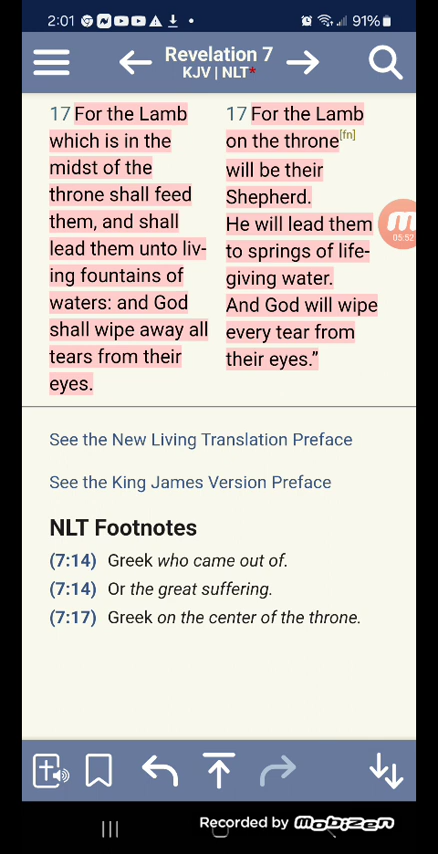 2:01 91%
Revelation 7
KJV | NLT*
17 For the Lamb
which is in the
midst of the
throne shall feed
them, and shall
lead them unto liv-
ing fountains of
waters: and God
shall wipe away all
tears from their
eyes.
17 For the Lamb
on the throne[fn]
will be their
Shepherd.
He will lead them
to springs of life-
giving water.
And God will wipe
every tear from
their eyes.”
m
05:52
See the New Living Translation Preface
See the King James Version Preface
NLT Footnotes
(7:14) Greek who came out of.
(7:14) Or the great suffering.
(7:17) Greek on the center of the throne.
Recorded by mobizen